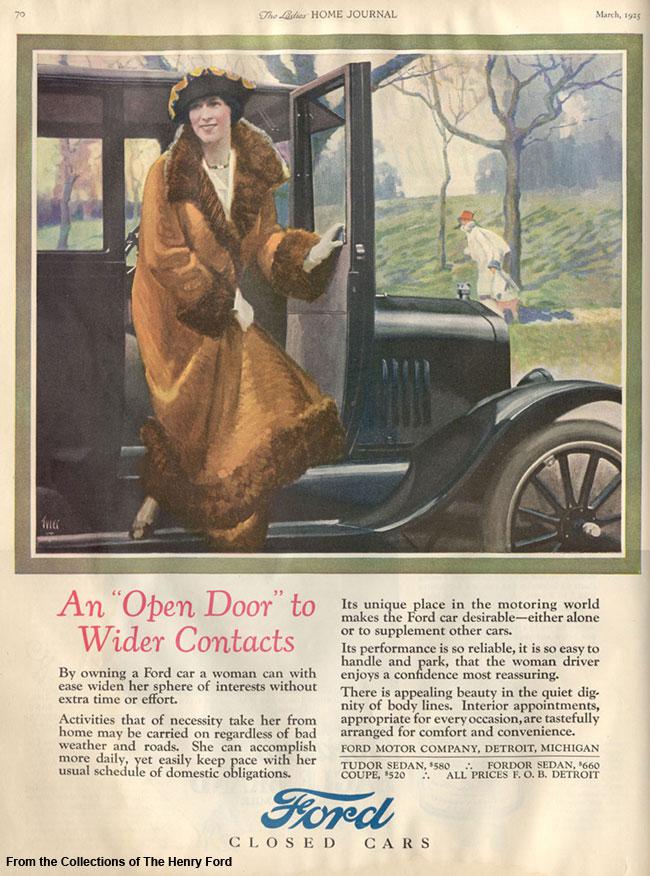 70
The Ladies' HOME JOURNAL
March, 1925
An "Open Door" to
Wider Contacts
By owning a Ford car a woman can with
ease widen her sphere of interests without
extra time or effort.
Activities that of necessity take her from
home may be carried on regardless of bad
weather and roads. She can accomplish
more daily, yet easily keep pace with her
usual schedule of domestic obligations.
Its unique place in the motoring world
makes the Ford car desirable—either alone
or to supplement other cars.
Its performance is so reliable, it is so easy to
handle and park, that the woman driver
enjoys a confidence most reassuring.
There is appealing beauty in the quiet dig-
nity of body lines. Interior appointments,
appropriate for every occasion, are tastefully
arranged for comfort and convenience.
FORD MOTOR COMPANY, DETROIT, MICHIGAN
TUDOR SEDAN, $580 ∴ FORDOR SEDAN, $660
COUPE, $520 ∴ ALL PRICES F. O. B. DETROIT
Ford
CLOSED CARS
From the Collections of The Henry Ford